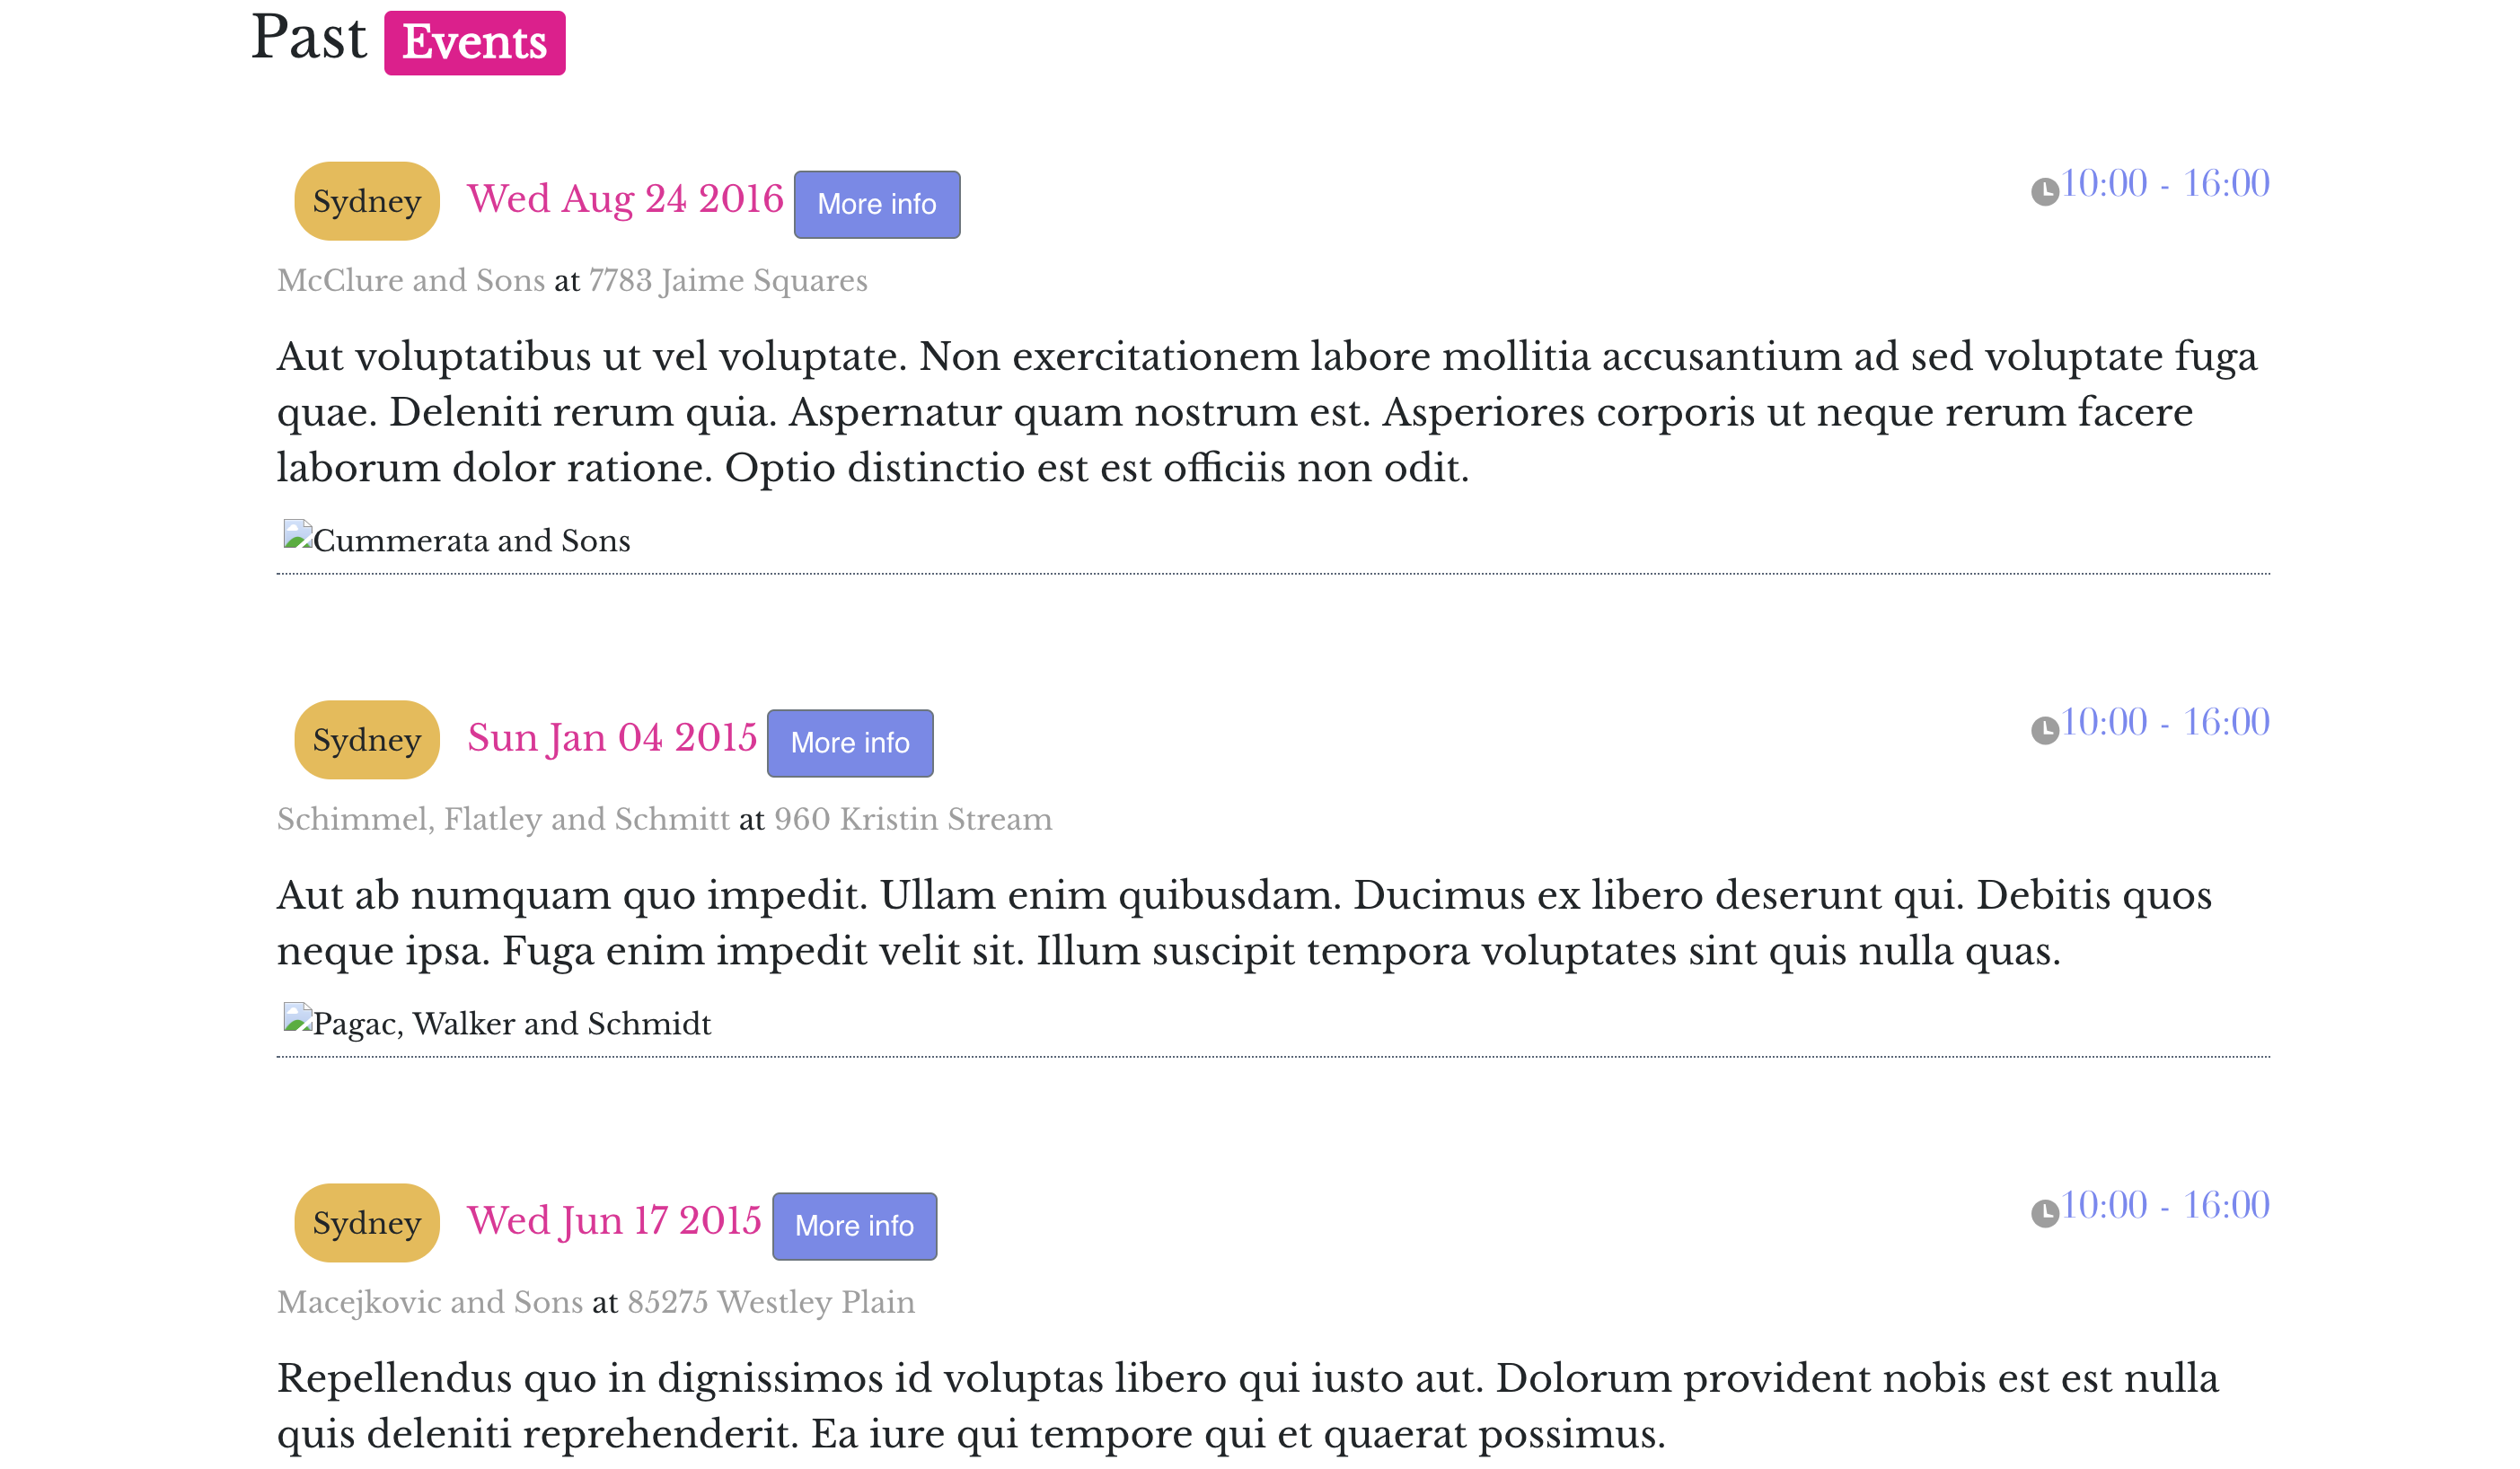 Past Events
Sydney Wed Aug 24 2016 More info 10:00 - 16:00
McClure and Sons at 7783 Jaime Squares
Aut voluptatibus ut vel voluptate. Non exercitationem labore mollitia accusantium ad sed voluptate fuga
quae. Deleniti rerum quia. Aspernatur quam nostrum est. Asperiores corporis ut neque rerum facere
laborum dolor ratione. Optio distinctio est est officiis non odit.
Cummerata and Sons
Sydney Sun Jan 04 2015 More info 10:00 - 16:00
Schimmel, Flatley and Schmitt at 960 Kristin Stream
Aut ab numquam quo impedit. Ullam enim quibusdam. Ducimus ex libero deserunt qui. Debitis quos
neque ipsa. Fuga enim impedit velit sit. Illum suscipit tempora voluptates sint quis nulla quas.
Pagac, Walker and Schmidt
Sydney Wed Jun 17 2015 More info 10:00 - 16:00
Macejkovic and Sons at 85275 Westley Plain
Repellendus quo in dignissimos id voluptas libero qui iusto aut. Dolorum provident nobis est est nulla
quis deleniti reprehenderit. Ea iure qui tempore qui et quaerat possimus.